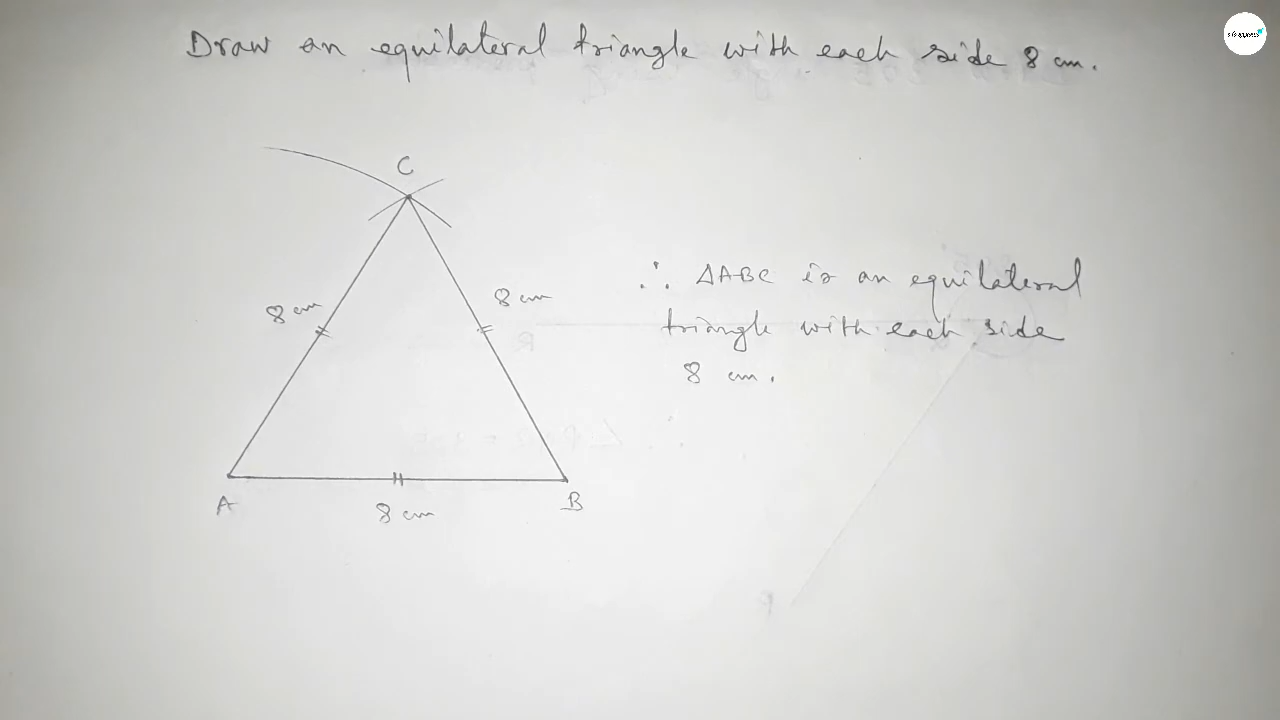 Draw an equilateral triangle with each side 8 cm.
C
8 cm
8 cm
∴ ΔABC is an equilateral
triangle with each side
8 cm.
A
B
8 cm